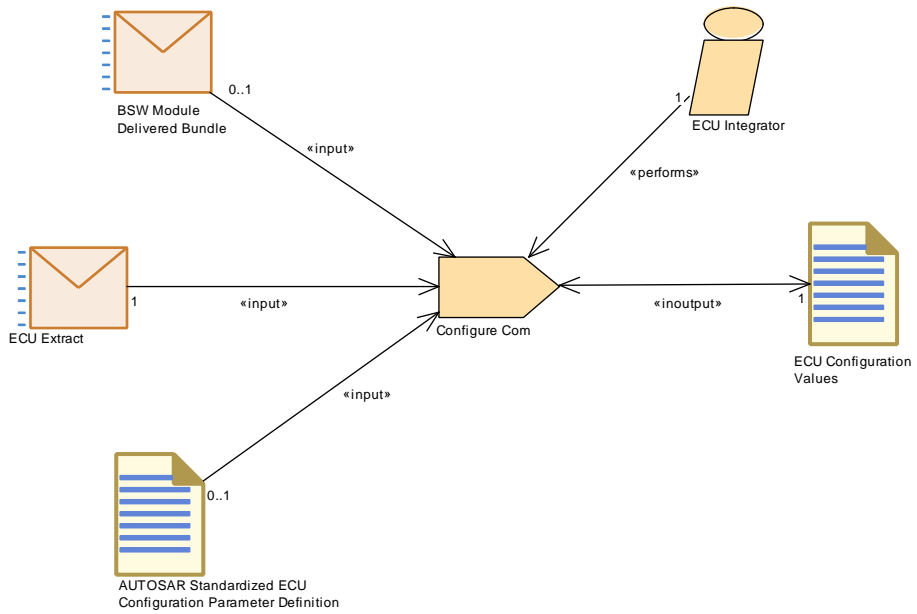 0..1
BSW Module
Delivered Bundle
1
ECU Integrator
«input»
«performs»
1
«input»
ECU Extract
Configure Com
«inoutput»
1
ECU Configuration
Values
«input»
0..1
AUTOSAR Standardized ECU
Configuration Parameter Definition